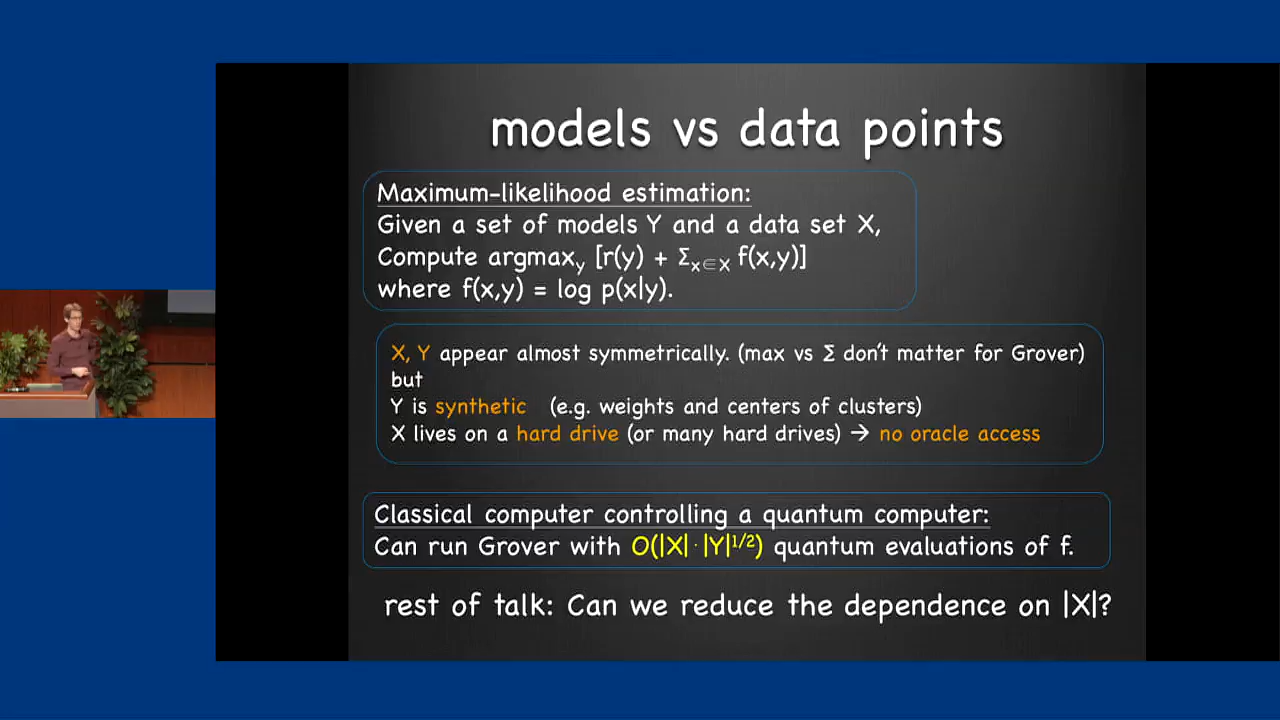 models vs data points
Maximum-likelihood estimation:
Given a set of models Y and a data set X,
Compute argmaxy [r(y) + Σx∈X f(x,y)]
where f(x,y) = log p(x|y).
X, Y appear almost symmetrically. (max vs Σ don't matter for Grover)
but
Y is synthetic (e.g. weights and centers of clusters)
X lives on a hard drive (or many hard drives) → no oracle access
Classical computer controlling a quantum computer:
Can run Grover with O(|X|·|Y|^1/2) quantum evaluations of f.
rest of talk: Can we reduce the dependence on |X|?